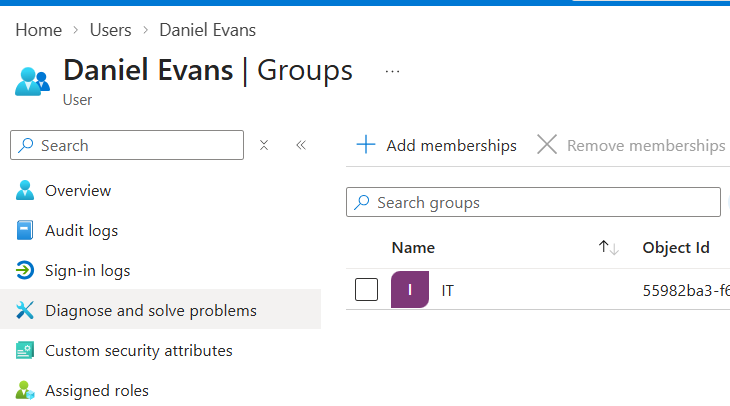 Home > Users > Daniel Evans
Daniel Evans | Groups ...
User
Search
Overview
Audit logs
Sign-in logs
Diagnose and solve problems
Custom security attributes
Assigned roles
Add memberships Remove memberships
Search groups
Name Object Id
I IT 55982ba3-f6